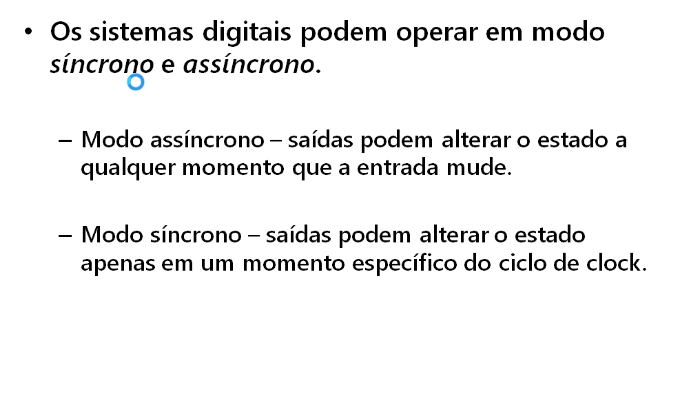 • Os sistemas digitais podem operar em modo
síncrono e assíncrono.
– Modo assíncrono – saídas podem alterar o estado a
qualquer momento que a entrada mude.
– Modo síncrono – saídas podem alterar o estado
apenas em um momento específico do ciclo de clock.